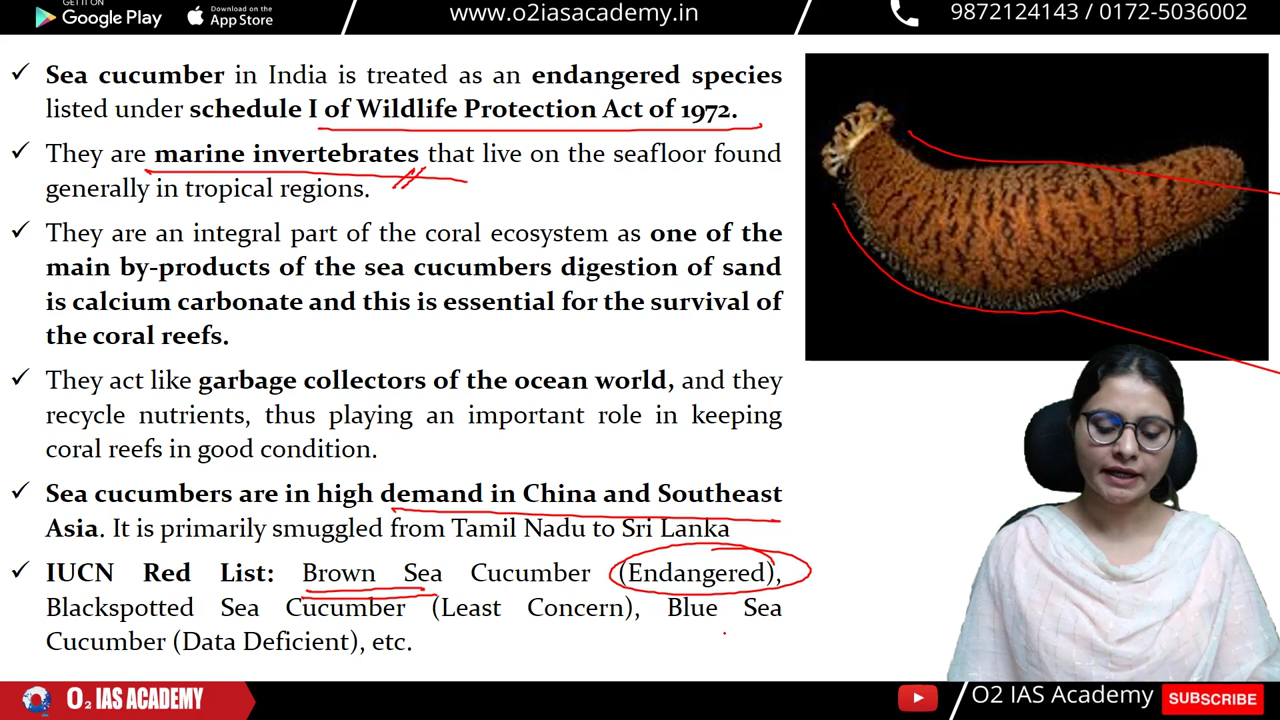 GET IT ON
Google Play
Download on the
App Store
www.o2iasacademy.in
9872124143 / 0172-5036002
✓ Sea cucumber in India is treated as an endangered species
listed under schedule I of Wildlife Protection Act of 1972.
✓ They are marine invertebrates that live on the seafloor found
generally in tropical regions.
✓ They are an integral part of the coral ecosystem as one of the
main by-products of the sea cucumbers digestion of sand
is calcium carbonate and this is essential for the survival of
the coral reefs.
✓ They act like garbage collectors of the ocean world, and they
recycle nutrients, thus playing an important role in keeping
coral reefs in good condition.
✓ Sea cucumbers are in high demand in China and Southeast
Asia. It is primarily smuggled from Tamil Nadu to Sri Lanka
✓ IUCN Red List: Brown Sea Cucumber (Endangered),
Blackspotted Sea Cucumber (Least Concern), Blue Sea
Cucumber (Data Deficient), etc.
O₂ IAS ACADEMY
O2 IAS Academy
SUBSCRIBE